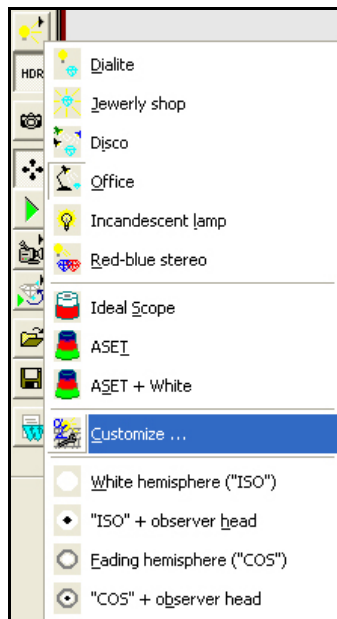 HDR
Dialite
Jewerly shop
Disco
Office
Incandescent lamp
Red-blue stereo
Ideal Scope
ASET
ASET + White
Customize ...
White hemisphere ("ISO")
"ISO" + observer head
Fading hemisphere ("COS")
"COS" + observer head